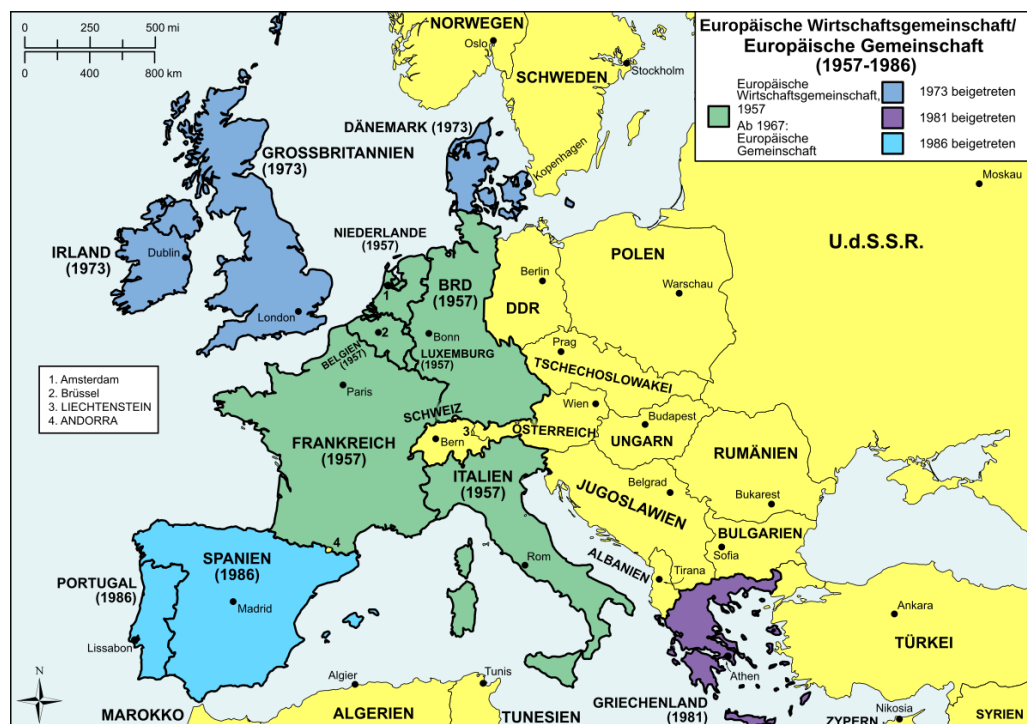 0 250 500 mi
0 400 800 km
Europäische Wirtschaftsgemeinschaft/
Europäische Gemeinschaft
(1957-1986)
Europäische
Wirtschaftsgemeinschaft,
1957
Ab 1967:
Europäische
Gemeinschaft
1973 beigetreten
1981 beigetreten
1986 beigetreten
NORWEGEN
Oslo
SCHWEDEN
Stockholm
DÄNEMARK (1973)
Kopenhagen
GROSSBRITANNIEN
(1973)
Moskau
U.d.S.S.R.
IRLAND
(1973)
Dublin
London
NIEDERLANDE
(1957)
1
BRD
(1957)
Berlin
DDR
POLEN
Warschau
2
Bonn
BELGIEN
(1957)
LUXEMBURG
(1957)
Prag
TSCHECHOSLOWAKEI
Paris
1. Amsterdam
2. Brüssel
3. LIECHTENSTEIN
4. ANDORRA
SCHWEIZ
Bern
3
Wien
ÖSTERREICH
Budapest
UNGARN
FRANKREICH
(1957)
ITALIEN
(1957)
RUMÄNIEN
Bukarest
Belgrad
JUGOSLAWIEN
BULGARIEN
Sofia
4
SPANIEN
(1986)
Madrid
PORTUGAL
(1986)
Lissabon
Rom
ALBANIEN
Tirana
Ankara
TÜRKEI
Athen
GRIECHENLAND
(1981)
N
MAROKKO
Algier
ALGERIEN
Tunis
TUNESIEN
Nikosia
ZYPERN
SYRIEN